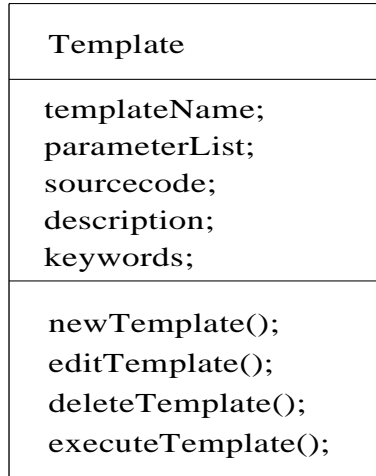 Template
templateName;
parameterList;
sourcecode;
description;
keywords;
newTemplate();
editTemplate();
deleteTemplate();
executeTemplate();